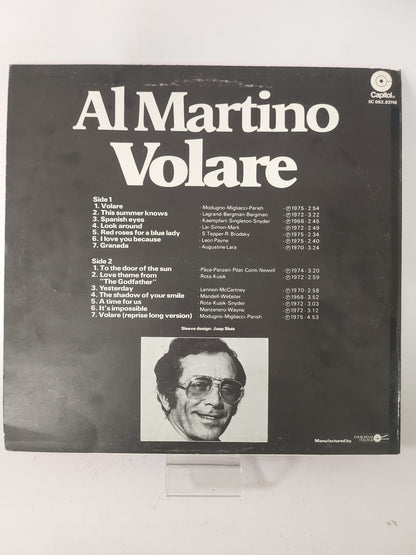 Capitol®
5C 062.82116
Al Martino
Volare
Side 1
1. Volare - Modugno-Migliacci-Parish - Ⓟ 1975 - 2.54
2. This summer knows - Legrand-Bergman-Bergman - Ⓟ 1972 - 3.22
3. Spanish eyes - Kaempfert-Singleton-Snyder - Ⓟ 1966 - 2.45
4. Look around - Lai-Simon-Mark - Ⓟ 1972 - 2.49
5. Red roses for a blue lady - S.Tepper-R.Brodsky - Ⓟ 1975 - 2.34
6. I love you because - Leon Payne - Ⓟ 1975 - 2.40
7. Granada - Augustine Lara - Ⓟ 1970 - 3.24
Side 2
1. To the door of the sun - Pilat-Conti-Newell - Ⓟ 1974 - 3.20
2. Love theme from - Rota-Kusik - Ⓟ 1972 - 2.59
"The Godfather"
3. Yesterday - Lennon-McCartney - Ⓟ 1970 - 2.58
4. The shadow of your smile - Mandell-Webster - Ⓟ 1968 - 3.52
5. A time for us - Rota-Kusik-Snyder - Ⓟ 1972 - 3.03
6. It's impossible - Manzanero-Wayne - Ⓟ 1972 - 3.12
7. Volare (reprise long version) - Modugno-Migliacci-Parish - Ⓟ 1975 - 4.53
Sleeve design: Jaap Sluis
Manufactured by